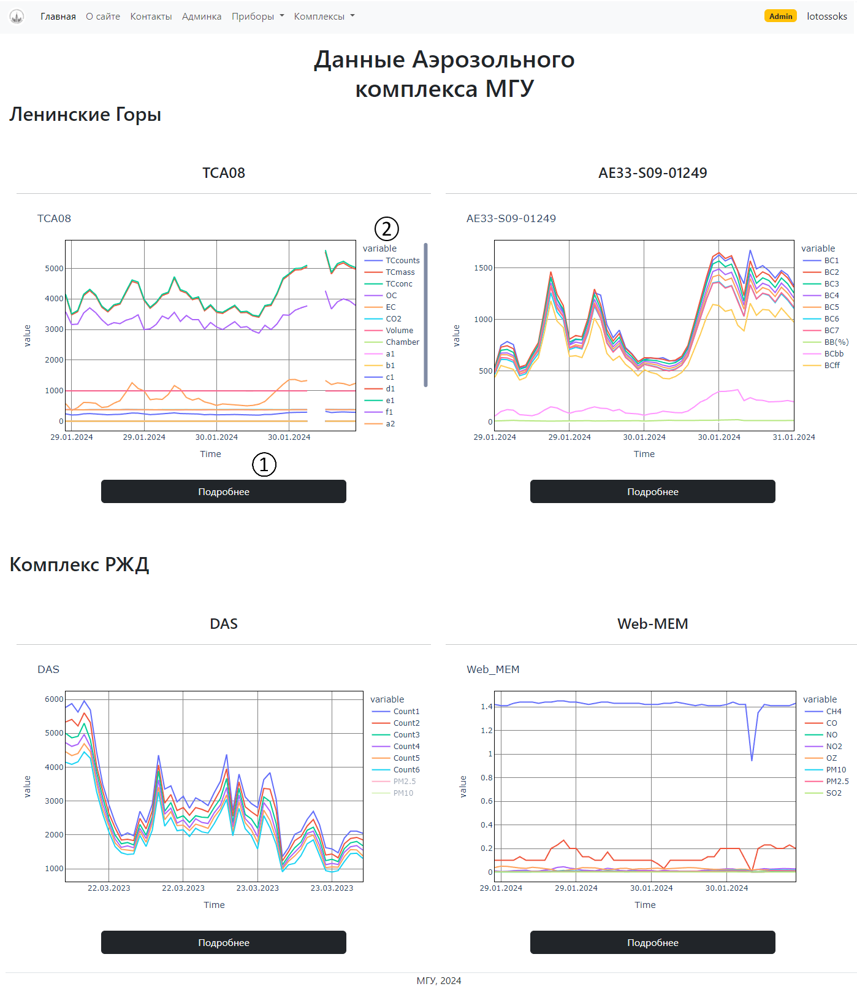 Главная О сайте Контакты Админка Приборы Комплексы Admin lotossoks
Данные Аэрозольного
комплекса МГУ
Ленинские Горы
TCA08
TCA08
②
variable
TCcounts
TCmass
TCconc
OC
EC
CO2
Volume
Chamber
a1
b1
c1
d1
e1
f1
a2
value
5000
4000
3000
2000
1000
0
29.01.2024 29.01.2024 30.01.2024 30.01.2024
Time
①
Подробнее
AE33-S09-01249
AE33-S09-01249
variable
BC1
BC2
BC3
BC4
BC5
BC6
BC7
BB(%)
BCbb
BCff
value
1500
1000
500
0
29.01.2024 29.01.2024 30.01.2024 30.01.2024 31.01.2024
Time
Подробнее
Комплекс РЖД
DAS
DAS
variable
Count1
Count2
Count3
Count4
Count5
Count6
PM2.5
PM10
value
6000
5000
4000
3000
2000
1000
22.03.2023 22.03.2023 23.03.2023 23.03.2023
Time
Подробнее
Web-MEM
Web_MEM
variable
CH4
CO
NO
NO2
OZ
PM10
PM2.5
SO2
value
1.4
1.2
1
0.8
0.6
0.4
0.2
0
29.01.2024 29.01.2024 30.01.2024 30.01.2024
Time
Подробнее
МГУ, 2024